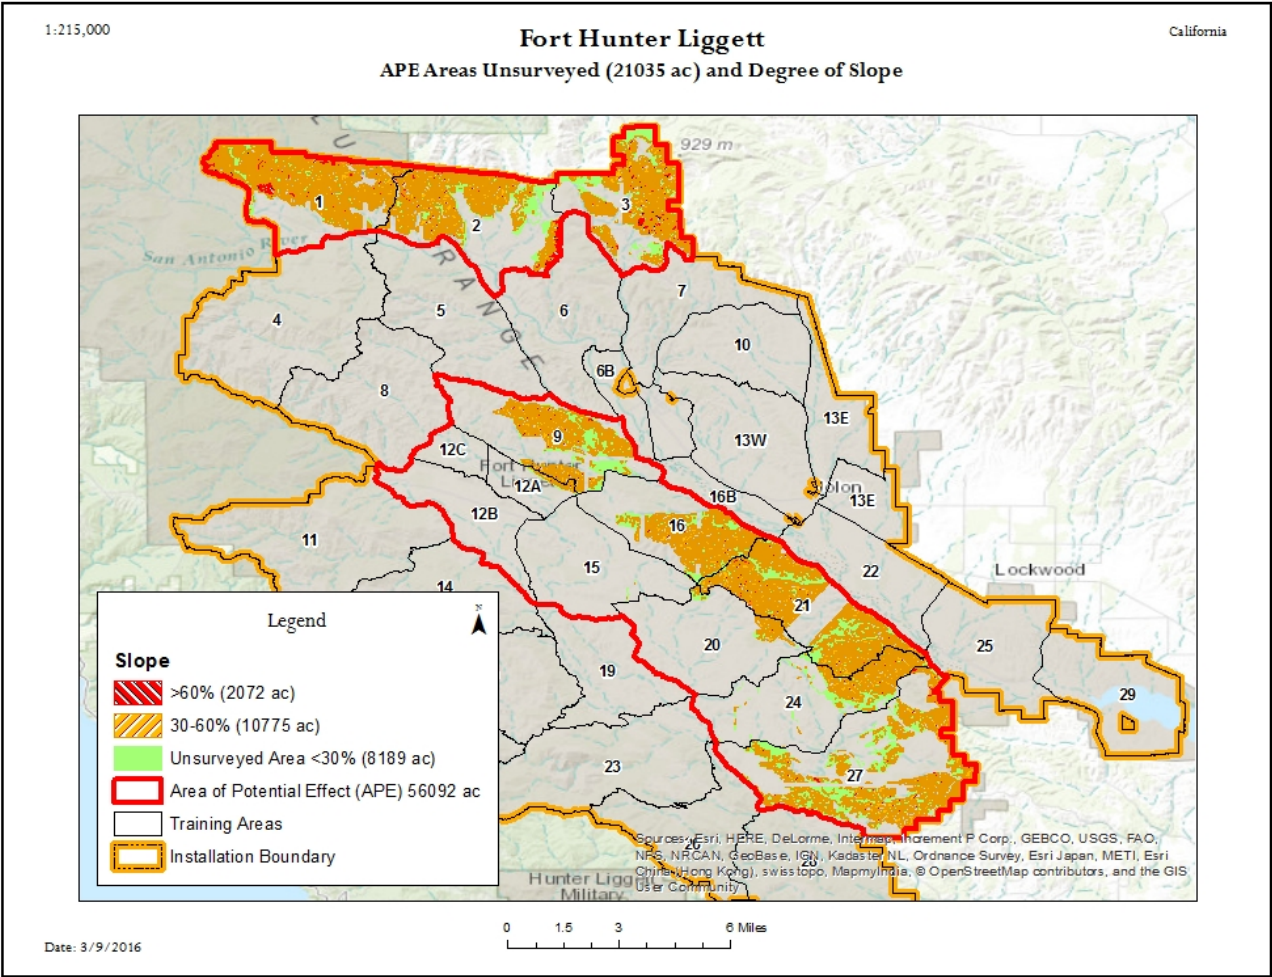 1:215,000
Fort Hunter Liggett
California
APE Areas Unsurveyed (21035 ac) and Degree of Slope
L U
929 m
1
2
3
San Antonio River
R A N G E
4
5
6
7
10
6B
8
13E
9
13W
12C
Fort Hunter
12A
16B
13E
12B
16
11
15
22
Lockwood
14
21
20
25
19
24
29
23
27
26
28
Legend
N
Slope
>60% (2072 ac)
30-60% (10775 ac)
Unsurveyed Area <30% (8189 ac)
Area of Potential Effect (APE) 56092 ac
Training Areas
Installation Boundary
Sources: Esri, HERE, DeLorme, Intermap, increment P Corp., GEBCO, USGS, FAO,
NPS, NRCAN, GeoBase, IGN, Kadaster NL, Ordnance Survey, Esri Japan, METI, Esri
China (Hong Kong), swisstopo, MapmyIndia, © OpenStreetMap contributors, and the GIS
User Community
Hunter Liggett
Military
0 1.5 3 6 Miles
Date: 3/9/2016